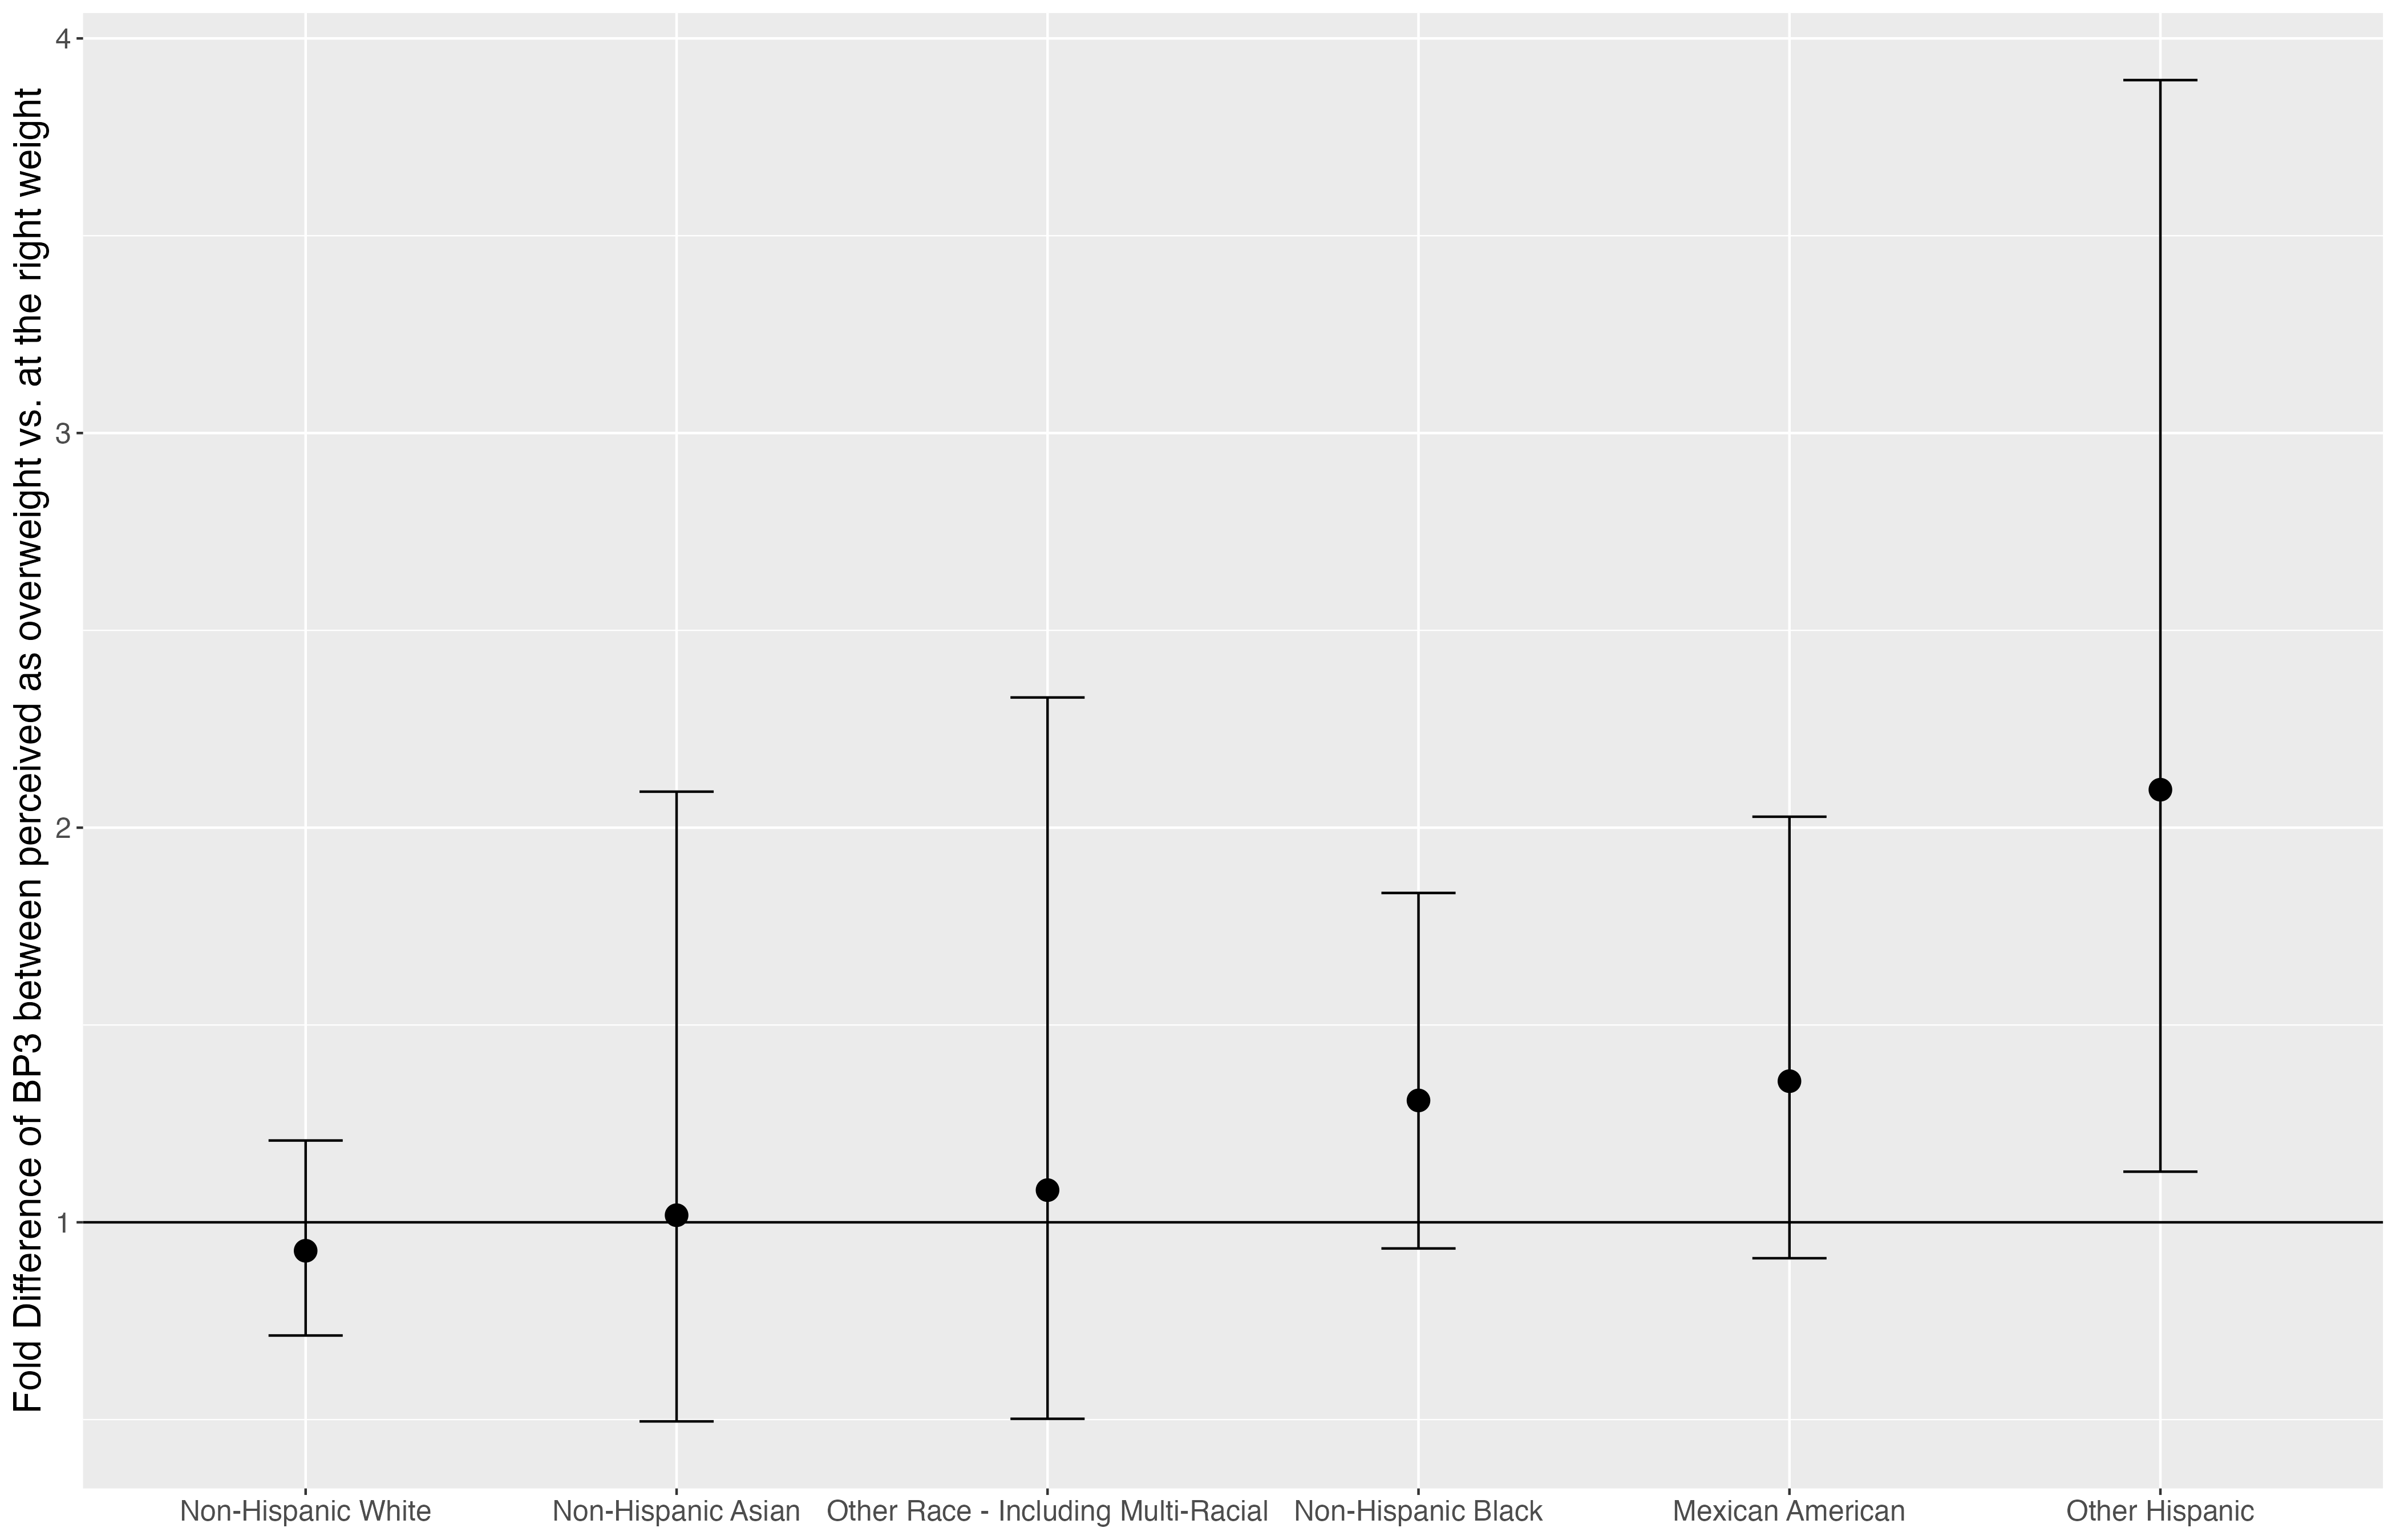 Fold Difference of BP3 between perceived as overweight vs. at the right weight
4
3
2
1
Non-Hispanic White
Non-Hispanic Asian
Other Race - Including Multi-Racial
Non-Hispanic Black
Mexican American
Other Hispanic